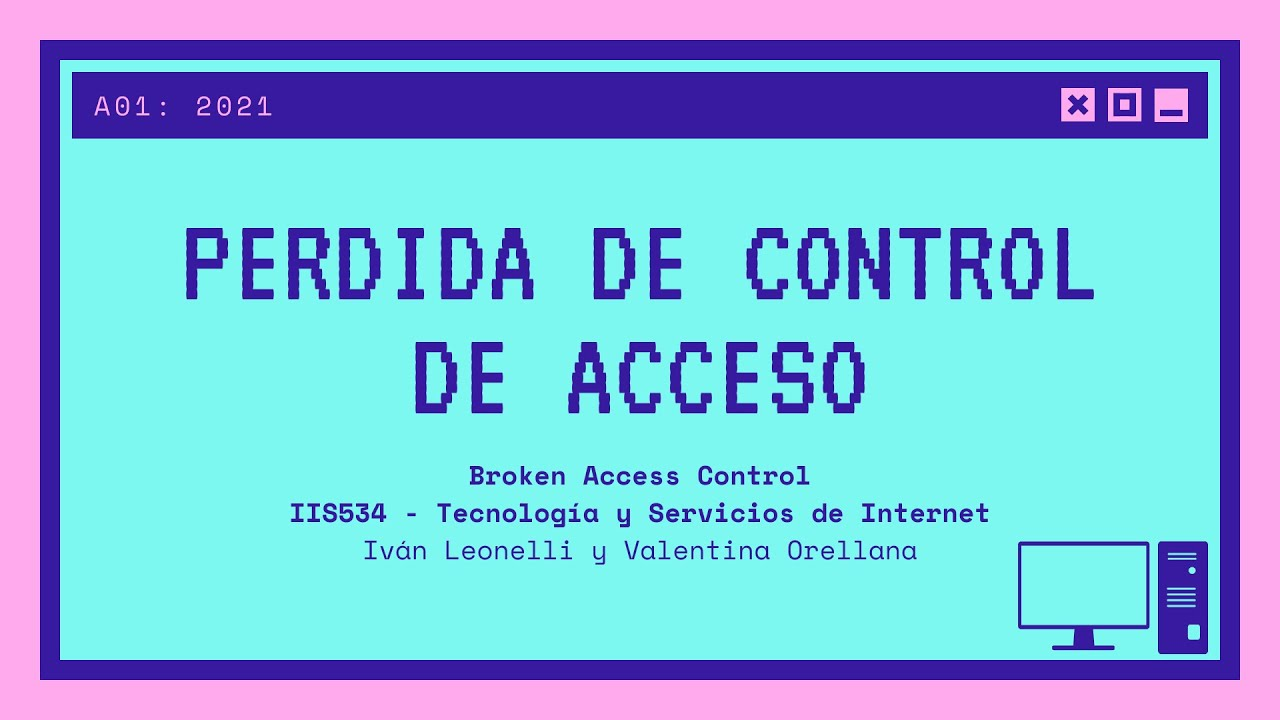 A01: 2021
PERDIDA DE CONTROL
DE ACCESO
Broken Access Control
IIS534 - Tecnología y Servicios de Internet
Iván Leonelli y Valentina Orellana